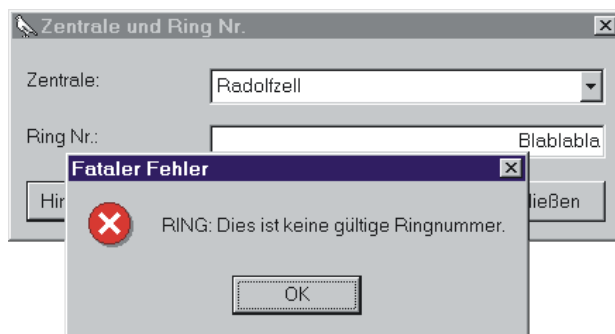 Zentrale und Ring Nr.
Zentrale:
Radolfzell
Ring Nr.:
Blablabla
Fataler Fehler
RING: Dies ist keine gültige Ringnummer.
OK